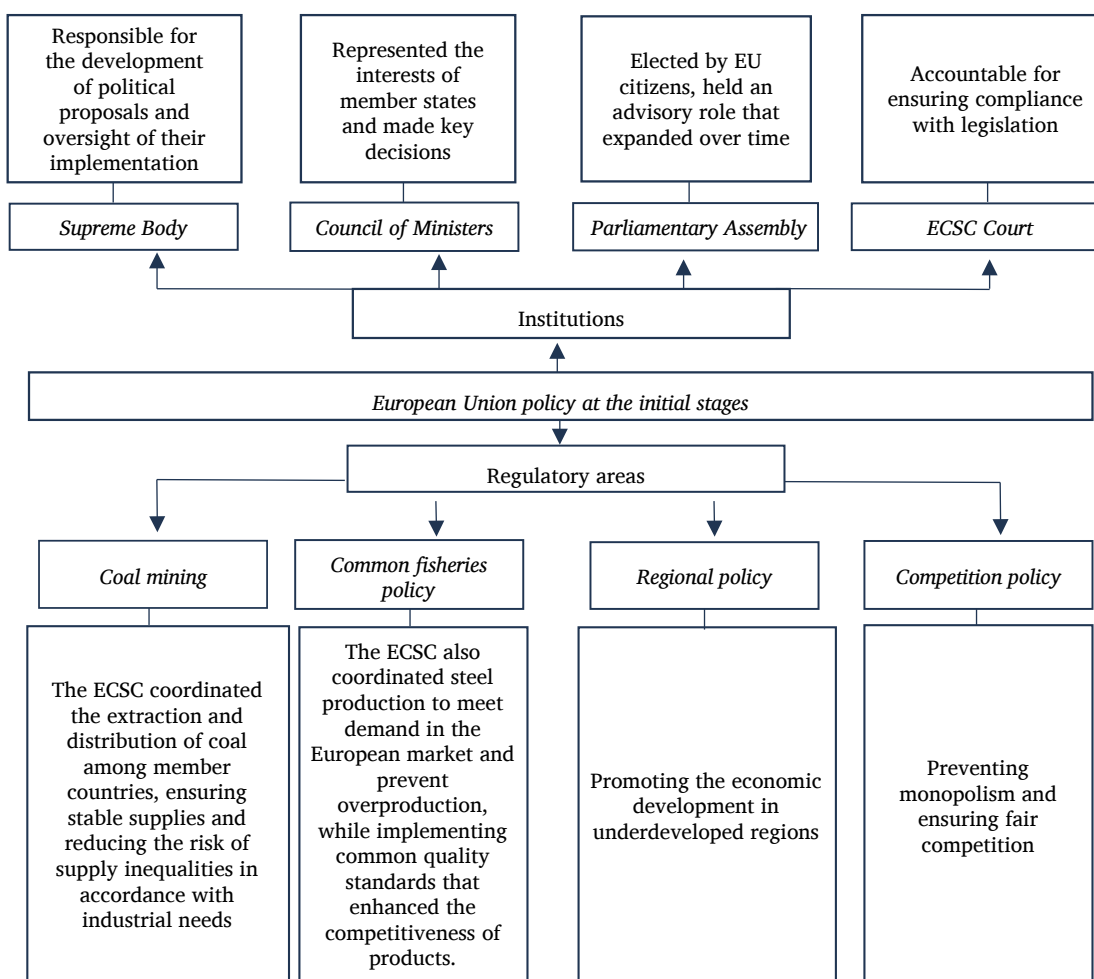 Responsible for
the development
of political
proposals and
oversight of their
implementation
Represented the
interests of
member states
and made key
decisions
Elected by EU
citizens, held an
advisory role that
expanded over time
Accountable for
ensuring compliance
with legislation
Supreme Body
Council of Ministers
Parliamentary Assembly
ECSC Court
Institutions
European Union policy at the initial stages
Regulatory areas
Coal mining
Common fisheries
policy
Regional policy
Competition policy
The ECSC coordinated
the extraction and
distribution of coal
among member
countries, ensuring
stable supplies and
reducing the risk of
supply inequalities in
accordance with
industrial needs
The ECSC also
coordinated steel
production to meet
demand in the
European market and
prevent
overproduction,
while implementing
common quality
standards that
enhanced the
competitiveness of
products.
Promoting the economic
development in
underdeveloped regions
Preventing
monopolism and
ensuring fair
competition